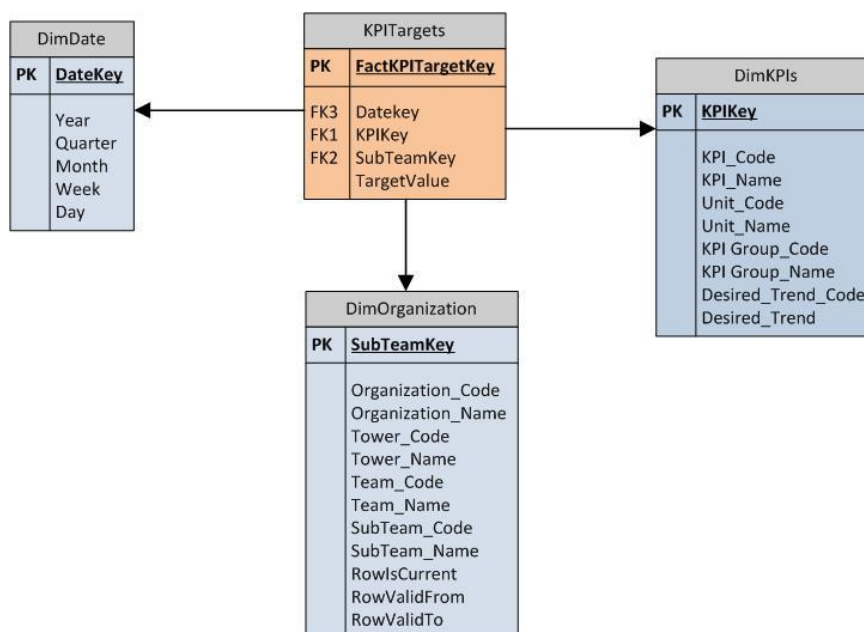 DimDate
PK DateKey
Year
Quarter
Month
Week
Day
KPITargets
PK FactKPITargetKey
FK3 Datekey
FK1 KPIKey
FK2 SubTeamKey
TargetValue
DimKPIs
PK KPIKey
KPI_Code
KPI_Name
Unit_Code
Unit_Name
KPI Group_Code
KPI Group_Name
Desired_Trend_Code
Desired_Trend
DimOrganization
PK SubTeamKey
Organization_Code
Organization_Name
Tower_Code
Tower_Name
Team_Code
Team_Name
SubTeam_Code
SubTeam_Name
RowIsCurrent
RowValidFrom
RowValidTo